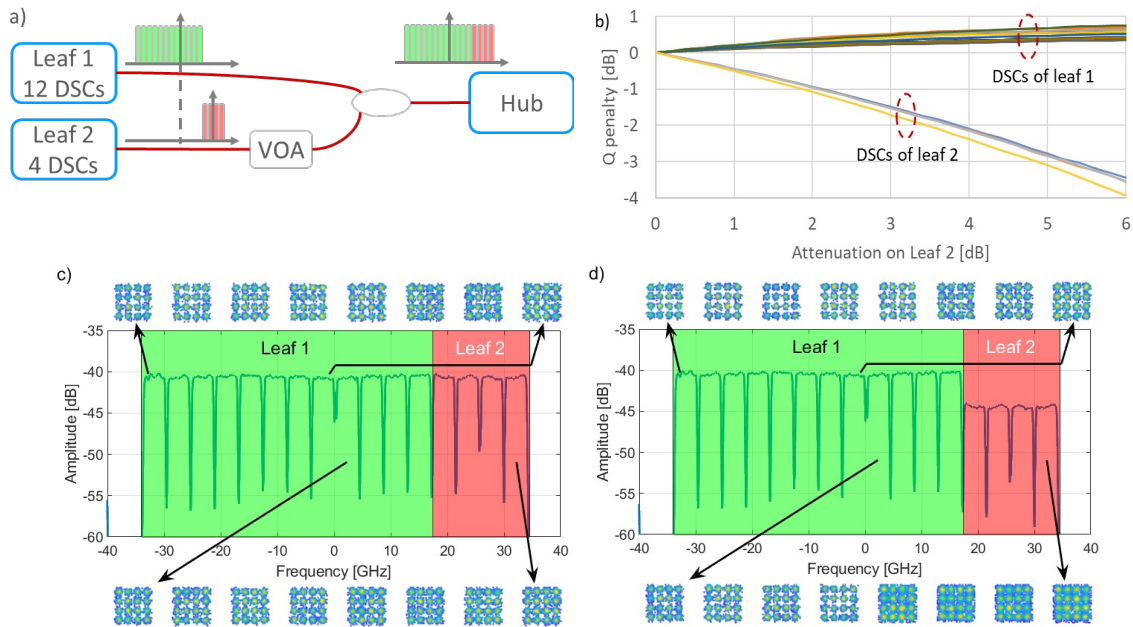 a)
Leaf 1
12 DSCs
Leaf 2
4 DSCs
VOA
Hub
b)
Q penalty [dB]
1
0
-1
-2
-3
-4
DSCs of leaf 1
DSCs of leaf 2
0 1 2 3 4 5 6
Attenuation on Leaf 2 [dB]
c)
Amplitude [dB]
-35
-40
-45
-50
-55
-60
Leaf 1
Leaf 2
-40 -30 -20 -10 0 10 20 30 40
Frequency [GHz]
d)
Amplitude [dB]
-35
-40
-45
-50
-55
-60
Leaf 1
Leaf 2
-40 -30 -20 -10 0 10 20 30 40
Frequency [GHz]